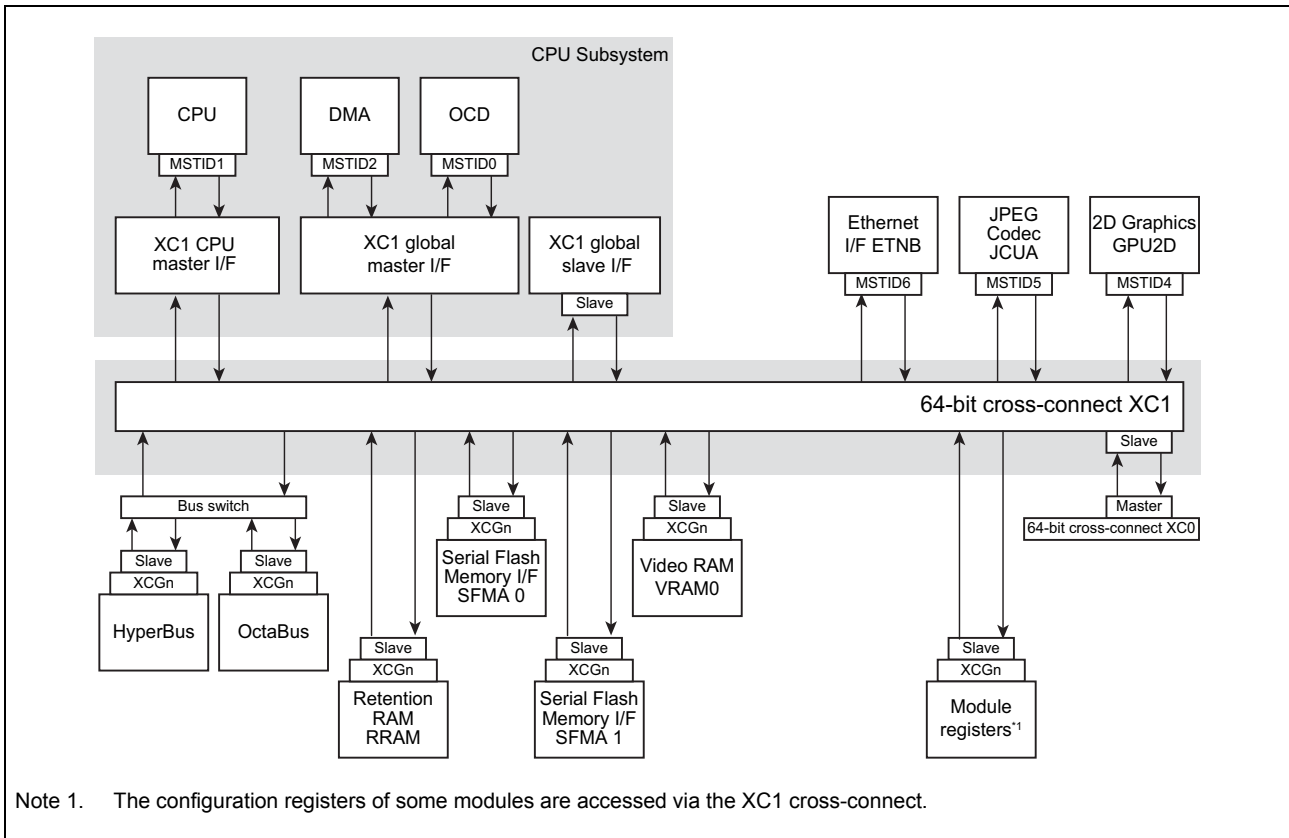 CPU Subsystem
CPU
MSTID1
DMA
MSTID2
OCD
MSTID0
XC1 CPU
master I/F
XC1 global
master I/F
XC1 global
slave I/F
Slave
Ethernet
I/F ETNB
MSTID6
JPEG
Codec
JCUA
MSTID5
2D Graphics
GPU2D
MSTID4
64-bit cross-connect XC1
Slave
Master
64-bit cross-connect XC0
Bus switch
Slave
XCGn
HyperBus
Slave
XCGn
OctaBus
Slave
XCGn
Retention
RAM
RRAM
Slave
XCGn
Serial Flash
Memory I/F
SFMA 0
Slave
XCGn
Serial Flash
Memory I/F
SFMA 1
Slave
XCGn
Video RAM
VRAM0
Slave
XCGn
Module
registers*1
Note 1. The configuration registers of some modules are accessed via the XC1 cross-connect.